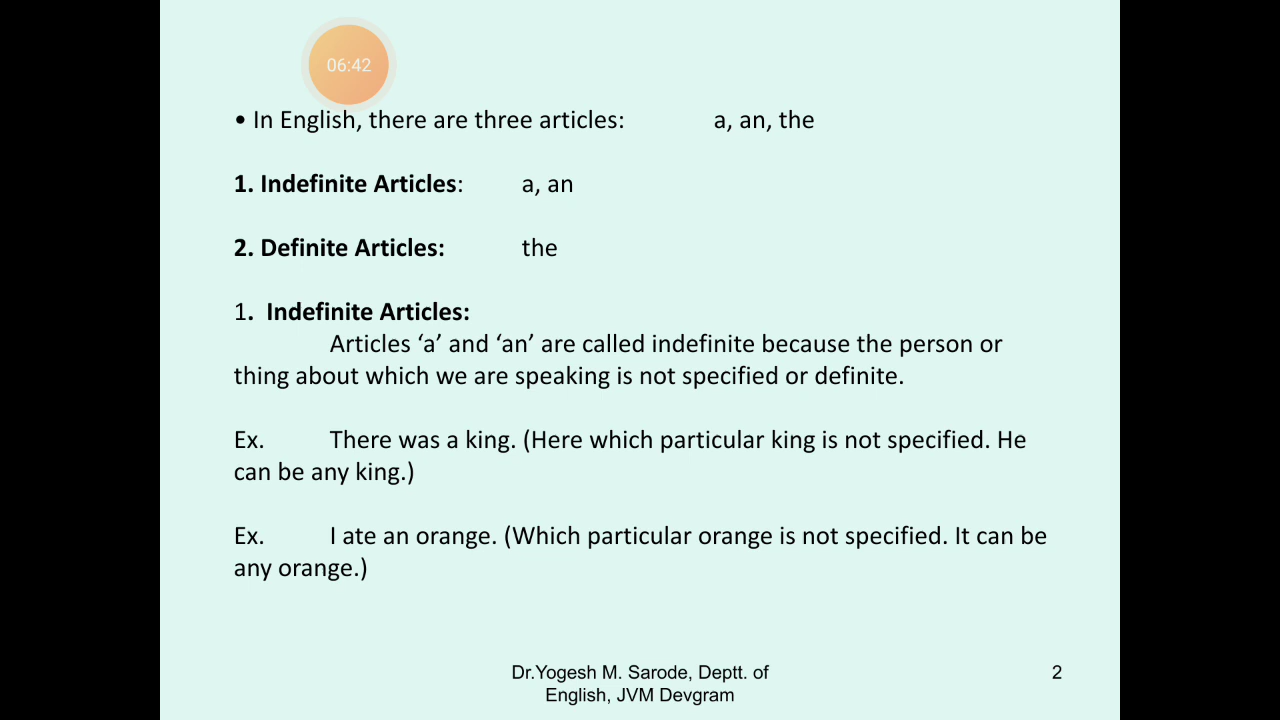 06:42
• In English, there are three articles: a, an, the
1. Indefinite Articles: a, an
2. Definite Articles: the
1. Indefinite Articles:
Articles ‘a’ and ‘an’ are called indefinite because the person or
thing about which we are speaking is not specified or definite.
Ex. There was a king. (Here which particular king is not specified. He
can be any king.)
Ex. I ate an orange. (Which particular orange is not specified. It can be
any orange.)
Dr.Yogesh M. Sarode, Deptt. of
English, JVM Devgram
2